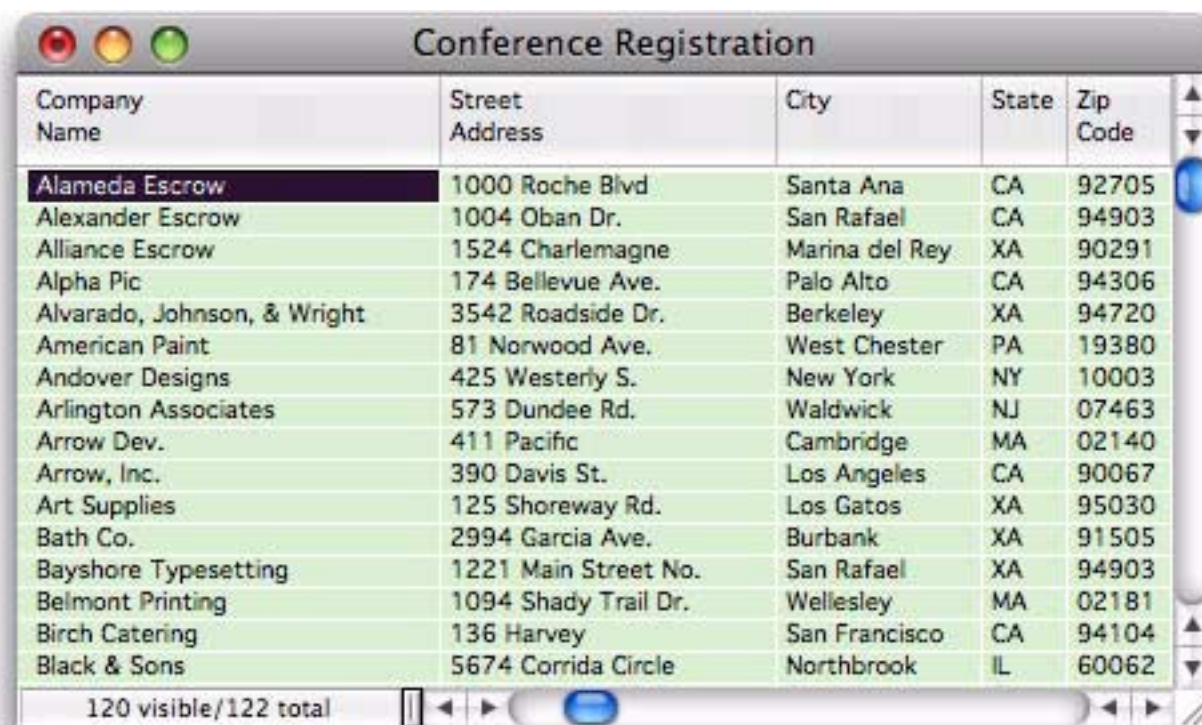 Conference Registration
Company Name Street Address City State Zip Code
Alameda Escrow 1000 Roche Blvd Santa Ana CA 92705
Alexander Escrow 1004 Oban Dr. San Rafael CA 94903
Alliance Escrow 1524 Charlemagne Marina del Rey XA 90291
Alpha Pic 174 Bellevue Ave. Palo Alto CA 94306
Alvarado, Johnson, & Wright 3542 Roadside Dr. Berkeley XA 94720
American Paint 81 Norwood Ave. West Chester PA 19380
Andover Designs 425 Westerly S. New York NY 10003
Arlington Associates 573 Dundee Rd. Waldwick NJ 07463
Arrow Dev. 411 Pacific Cambridge MA 02140
Arrow, Inc. 390 Davis St. Los Angeles CA 90067
Art Supplies 125 Shoreway Rd. Los Gatos XA 95030
Bath Co. 2994 Garcia Ave. Burbank XA 91505
Bayshore Typesetting 1221 Main Street No. San Rafael XA 94903
Belmont Printing 1094 Shady Trail Dr. Wellesley MA 02181
Birch Catering 136 Harvey San Francisco CA 94104
Black & Sons 5674 Corrida Circle Northbrook IL 60062
120 visible/122 total